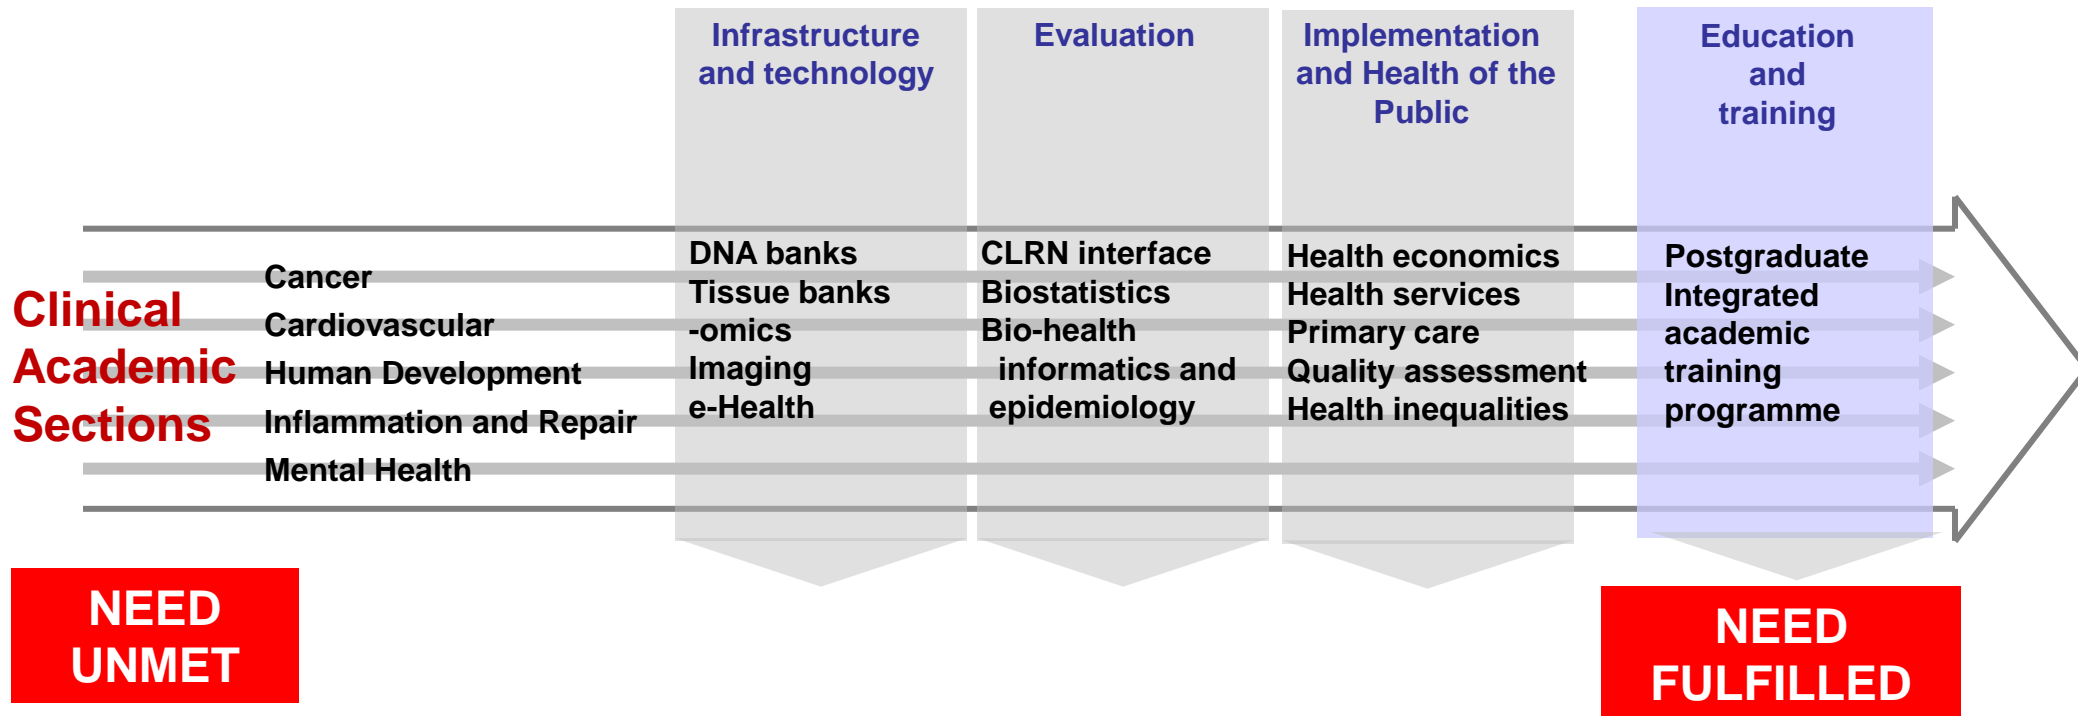 Infrastructure
and technology
Evaluation
Implementation
and Health of the
Public
Education
and
training
Clinical
Academic
Sections
Cancer
Cardiovascular
Human Development
Inflammation and Repair
Mental Health
DNA banks
Tissue banks
-omics
Imaging
e-Health
CLRN interface
Biostatistics
Bio-health
informatics and
epidemiology
Health economics
Health services
Primary care
Quality assessment
Health inequalities
Postgraduate
Integrated
academic
training
programme
NEED
UNMET
NEED
FULFILLED